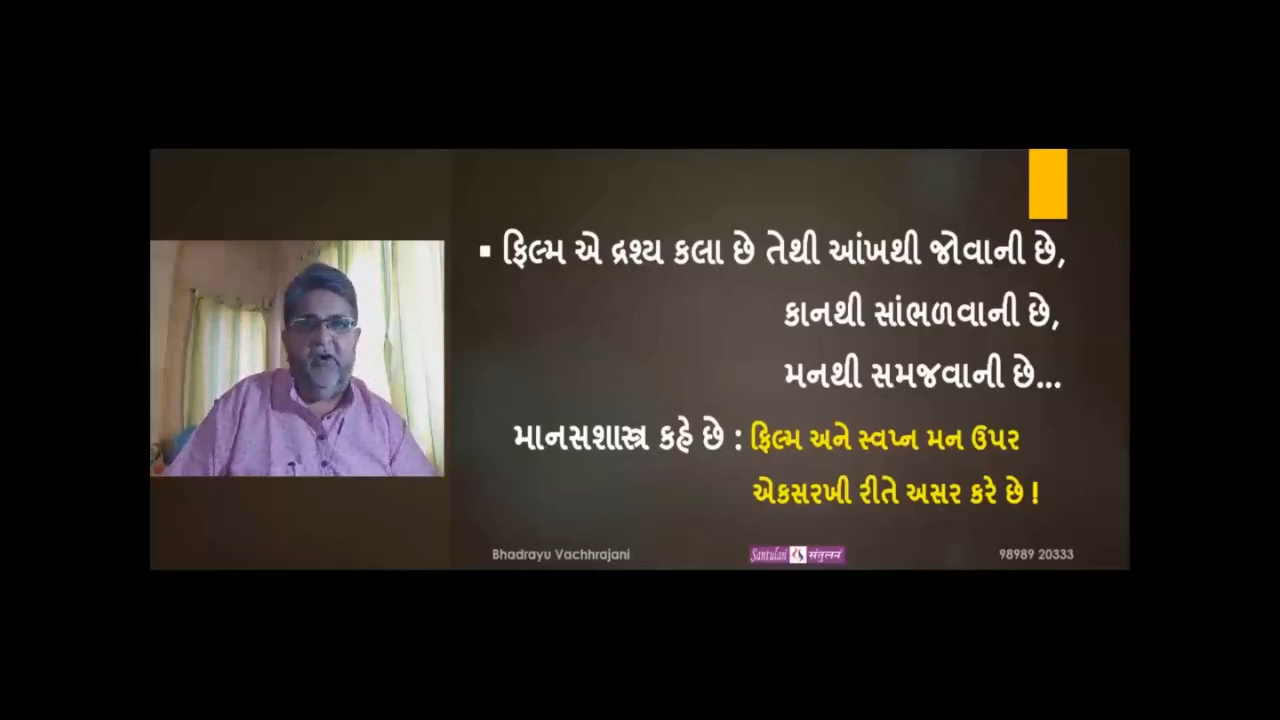 ▪ ફિલ્મ એ દ્રશ્ય કલા છે તેથી આંખથી જોવાની છે,
કાનથી સાંભળવાની છે,
મનથી સમજવાની છે...
માનસશાસ્ત્ર કહે છે : ફિલ્મ અને સ્વપ્ન મન ઉપર
એકસરખી રીતે અસર કરે છે !
Bhadrayu Vachhrajani Santulan સંતુલન 98989 20333